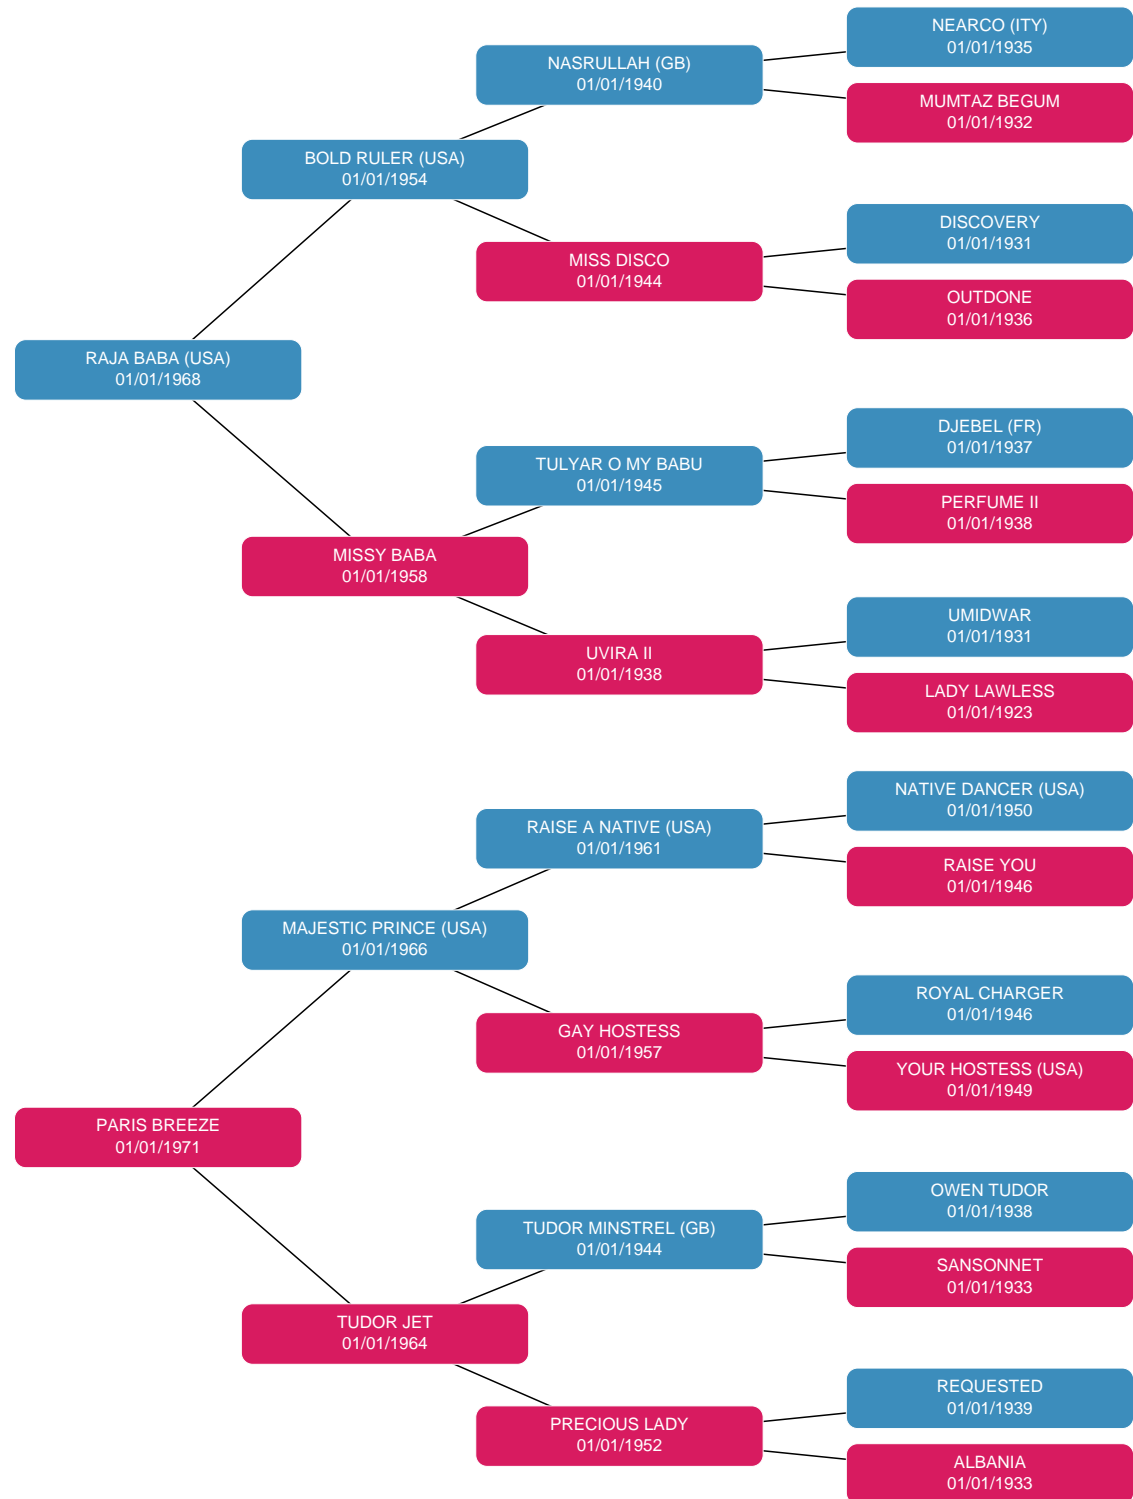 NEARCO (ITY)
01/01/1935
NASRULLAH (GB)
01/01/1940
MUMTAZ BEGUM
01/01/1932
BOLD RULER (USA)
01/01/1954
DISCOVERY
01/01/1931
MISS DISCO
01/01/1944
OUTDONE
01/01/1936
RAJA BABA (USA)
01/01/1968
DJEBEL (FR)
01/01/1937
TULYAR O MY BABU
01/01/1945
PERFUME II
01/01/1938
MISSY BABA
01/01/1958
UMIDWAR
01/01/1931
UVIRA II
01/01/1938
LADY LAWLESS
01/01/1923
NATIVE DANCER (USA)
01/01/1950
RAISE A NATIVE (USA)
01/01/1961
RAISE YOU
01/01/1946
MAJESTIC PRINCE (USA)
01/01/1966
ROYAL CHARGER
01/01/1946
GAY HOSTESS
01/01/1957
YOUR HOSTESS (USA)
01/01/1949
PARIS BREEZE
01/01/1971
OWEN TUDOR
01/01/1938
TUDOR MINSTREL (GB)
01/01/1944
SANSONNET
01/01/1933
TUDOR JET
01/01/1964
REQUESTED
01/01/1939
PRECIOUS LADY
01/01/1952
ALBANIA
01/01/1933